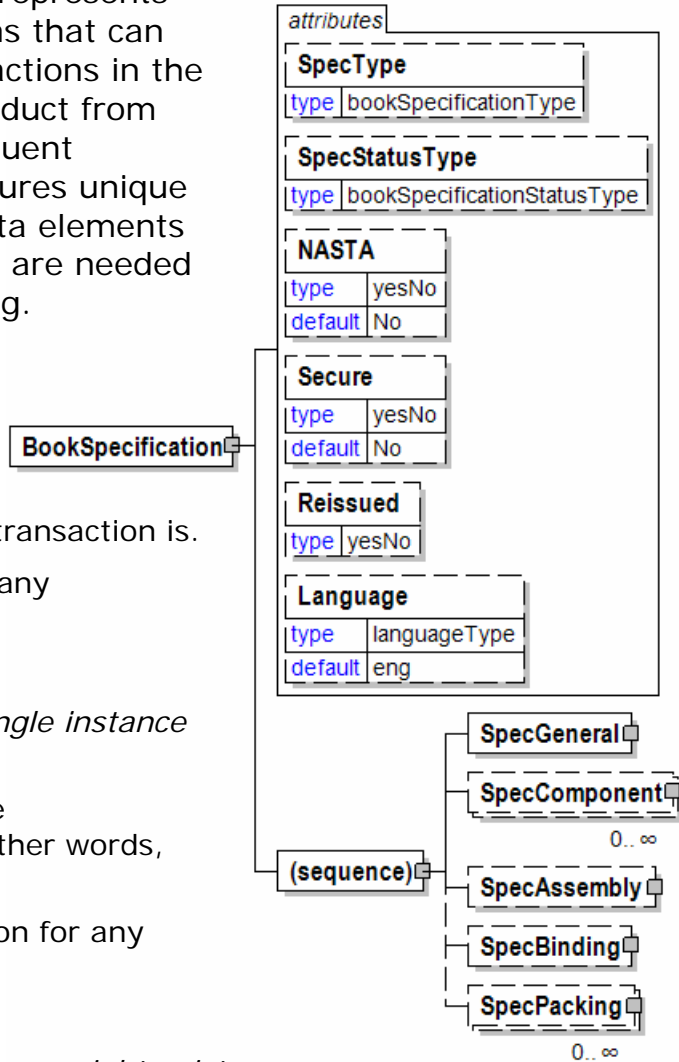 represents
ns that can
actions in the
duct from
quent
ures unique
ta elements
are needed
g.
transaction is.
any
ngle instance
e
ther words,
on for any
attributes
SpecType
type bookSpecificationType
SpecStatusType
type bookSpecificationStatusType
NASTA
type yesNo
default No
Secure
type yesNo
default No
BookSpecification
Reissued
type yesNo
Language
type languageType
default eng
SpecGeneral
SpecComponent
0.. ∞
(sequence)
SpecAssembly
SpecBinding
SpecPacking
0.. ∞